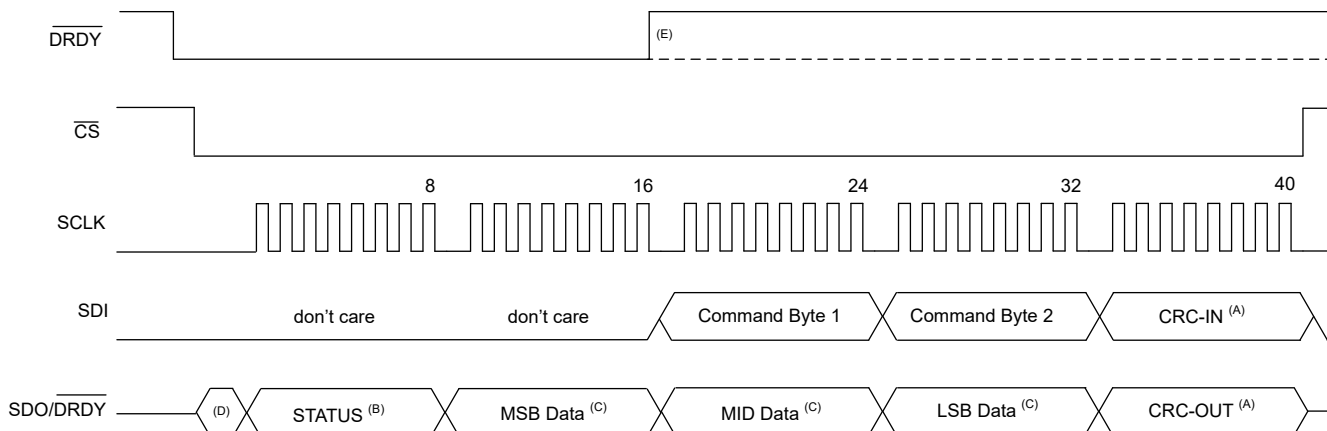 DRDY (E)
CS
8 16 24 32 40
SCLK
SDI don't care don't care Command Byte 1 Command Byte 2 CRC-IN (A)
SDO/DRDY (D) STATUS (B) MSB Data (C) MID Data (C) LSB Data (C) CRC-OUT (A)